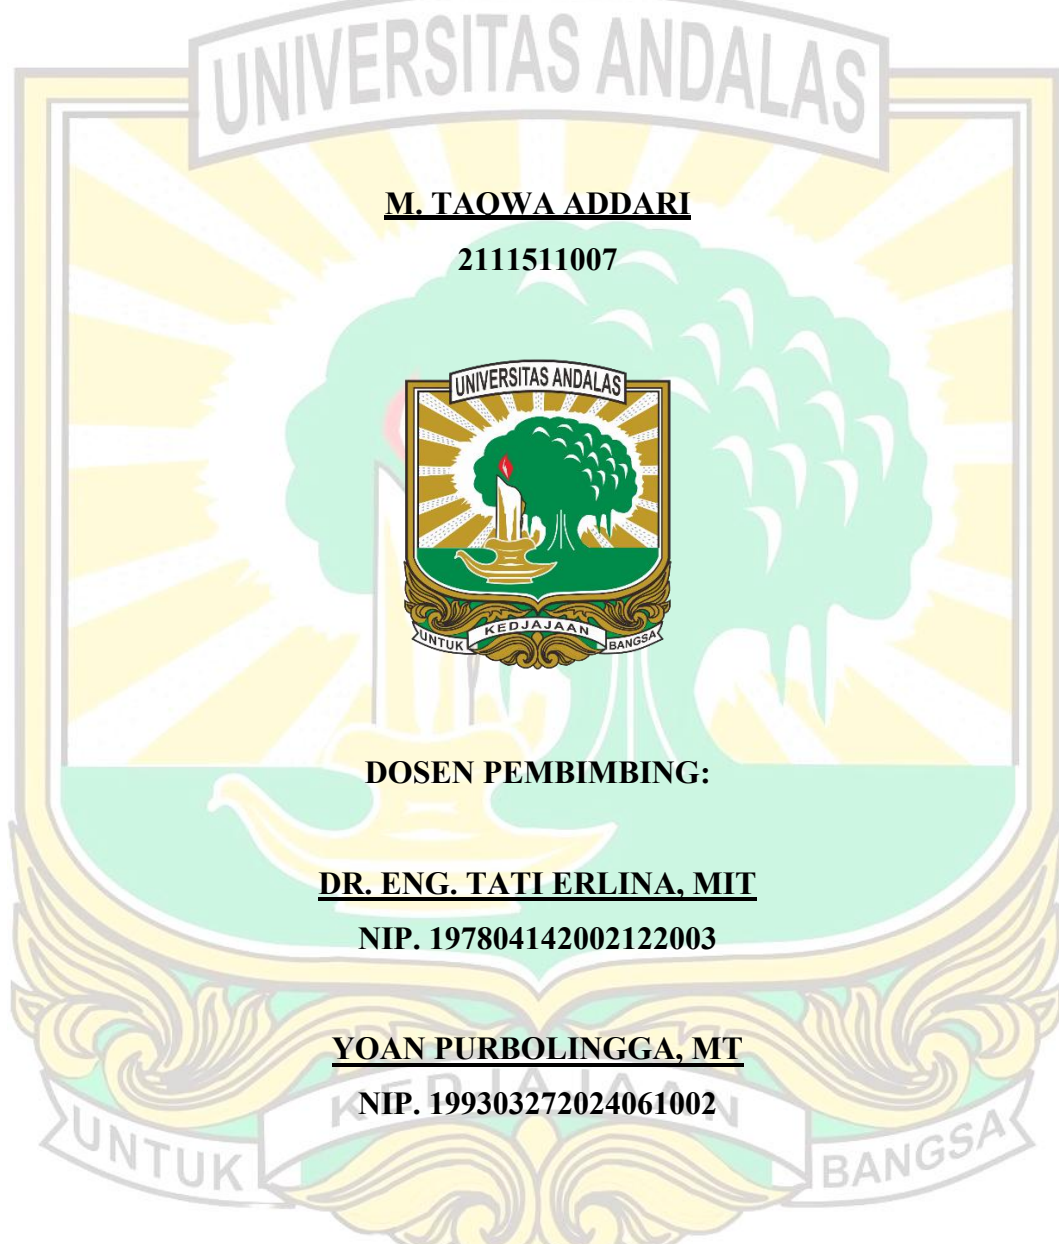 UNIVERSITAS ANDALAS
M. TAQWA ADDARI
2111511007
UNIVERSITAS ANDALAS
UNTUK KEDJAJAAN BANGSA
DOSEN PEMBIMBING:
DR. ENG. TATI ERLINA, MIT
NIP. 197804142002122003
YOAN PURBOLINGGA, MT
NIP. 199303272024061002
UNTUK KEDJAJAAN BANGSA